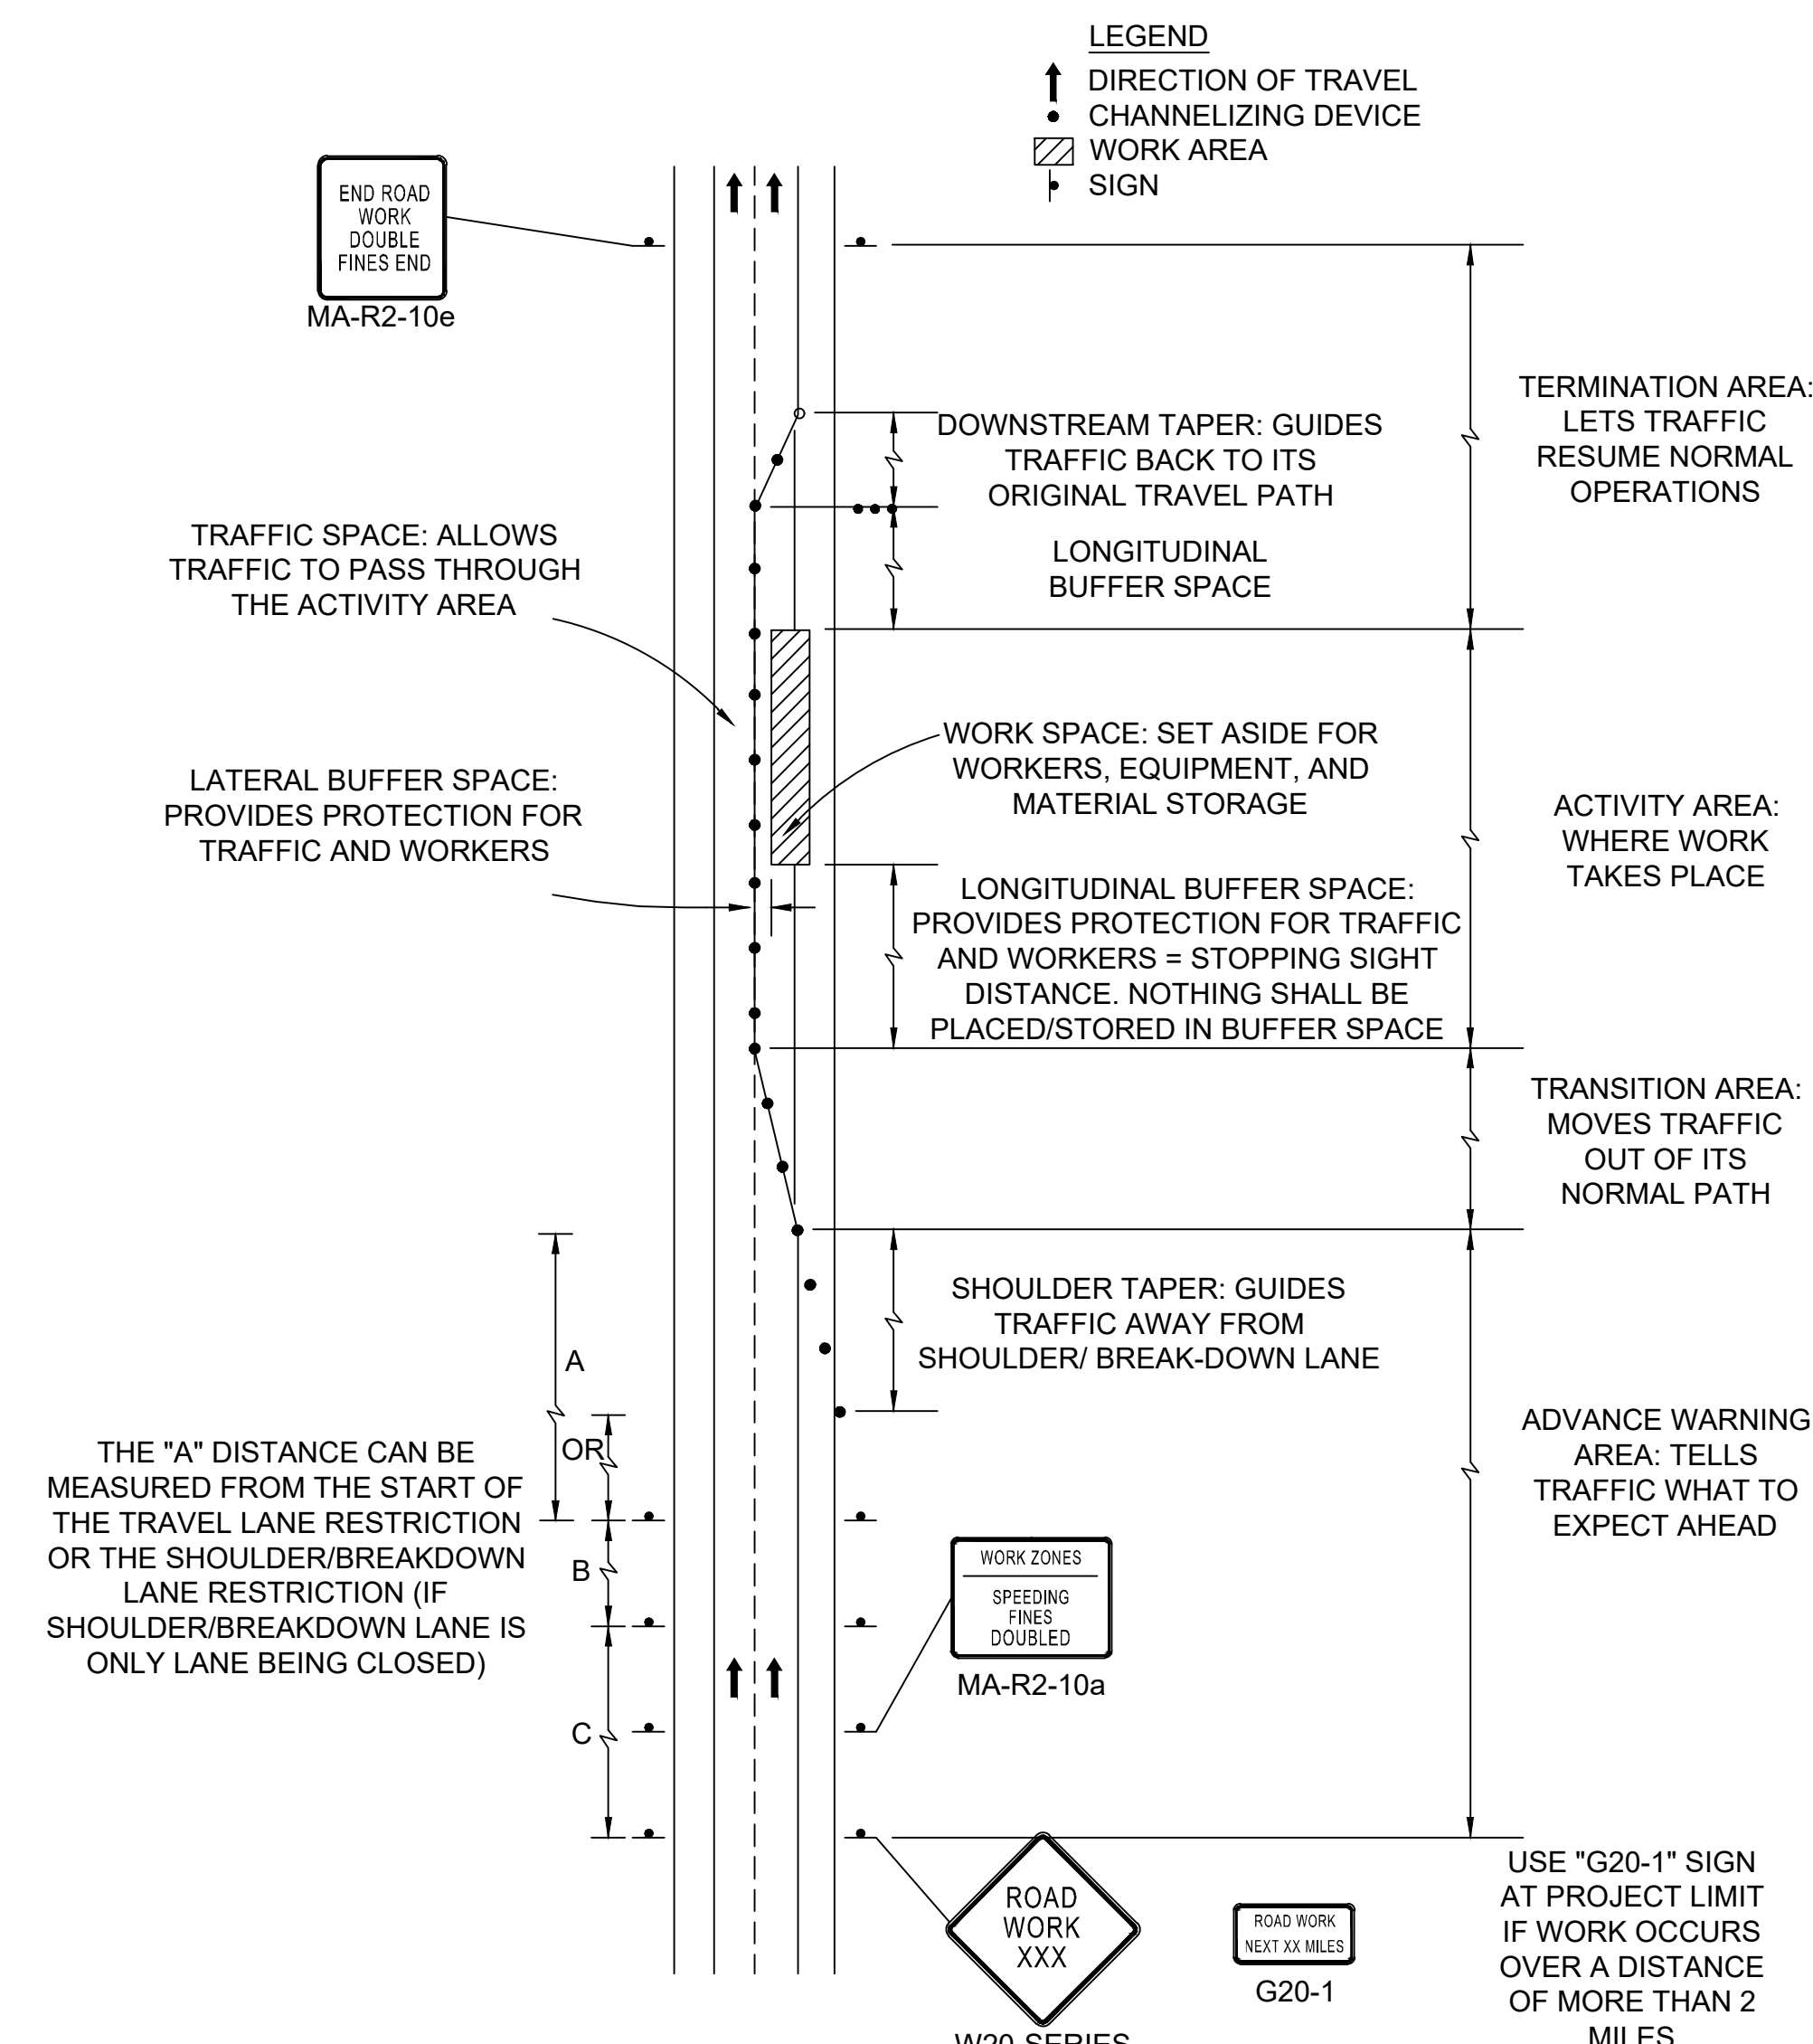 LEGEND
DIRECTION OF TRAVEL
CHANNELIZING DEVICE
WORK AREA
SIGN
END ROAD
WORK
DOUBLE
FINES END
MA-R2-10e
TERMINATION AREA:
LETS TRAFFIC
RESUME NORMAL
OPERATIONS
DOWNSTREAM TAPER: GUIDES
TRAFFIC BACK TO ITS
ORIGINAL TRAVEL PATH
TRAFFIC SPACE: ALLOWS
TRAFFIC TO PASS THROUGH
THE ACTIVITY AREA
LONGITUDINAL
BUFFER SPACE
WORK SPACE: SET ASIDE FOR
WORKERS, EQUIPMENT, AND
MATERIAL STORAGE
LATERAL BUFFER SPACE:
PROVIDES PROTECTION FOR
TRAFFIC AND WORKERS
ACTIVITY AREA:
WHERE WORK
TAKES PLACE
LONGITUDINAL BUFFER SPACE:
PROVIDES PROTECTION FOR TRAFFIC
AND WORKERS = STOPPING SIGHT
DISTANCE. NOTHING SHALL BE
PLACED/STORED IN BUFFER SPACE
TRANSITION AREA:
MOVES TRAFFIC
OUT OF ITS
NORMAL PATH
SHOULDER TAPER: GUIDES
TRAFFIC AWAY FROM
SHOULDER/ BREAK-DOWN LANE
A
OR
B
C
THE "A" DISTANCE CAN BE
MEASURED FROM THE START OF
THE TRAVEL LANE RESTRICTION
OR THE SHOULDER/BREAKDOWN
LANE RESTRICTION (IF
SHOULDER/BREAKDOWN LANE IS
ONLY LANE BEING CLOSED)
ADVANCE WARNING
AREA: TELLS
TRAFFIC WHAT TO
EXPECT AHEAD
WORK ZONES
SPEEDING
FINES
DOUBLED
MA-R2-10a
ROAD
WORK
XXX
W20-SERIES
ROAD WORK
NEXT XX MILES
G20-1
USE "G20-1" SIGN
AT PROJECT LIMIT
IF WORK OCCURS
OVER A DISTANCE
OF MORE THAN 2
MILES